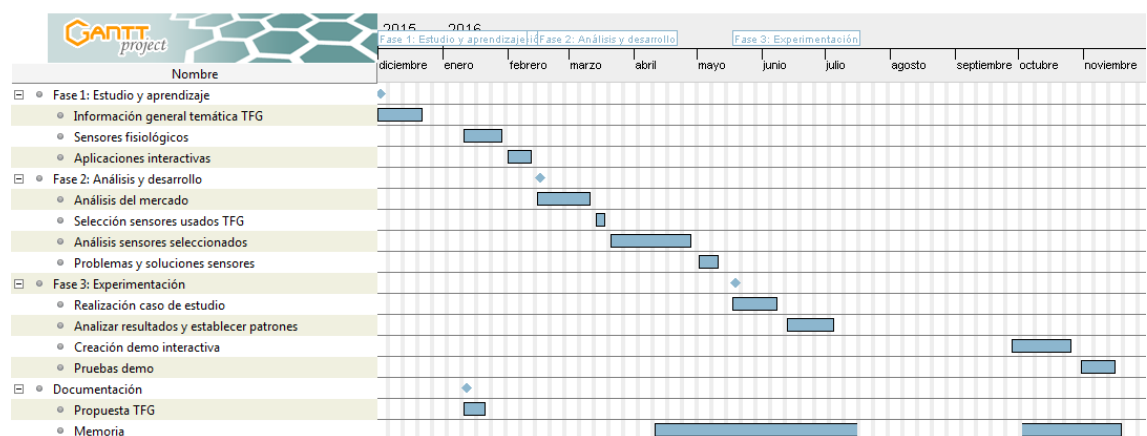 GANTT
project
2015 2016
Fase 1: Estudio y aprendizaje Fase 2: Análisis y desarrollo Fase 3: Experimentación
Nombre
diciembre enero febrero marzo abril mayo junio julio agosto septiembre octubre noviembre
Fase 1: Estudio y aprendizaje
Información general temática TFG
Sensores fisiológicos
Aplicaciones interactivas
Fase 2: Análisis y desarrollo
Análisis del mercado
Selección sensores usados TFG
Análisis sensores seleccionados
Problemas y soluciones sensores
Fase 3: Experimentación
Realización caso de estudio
Analizar resultados y establecer patrones
Creación demo interactiva
Pruebas demo
Documentación
Propuesta TFG
Memoria